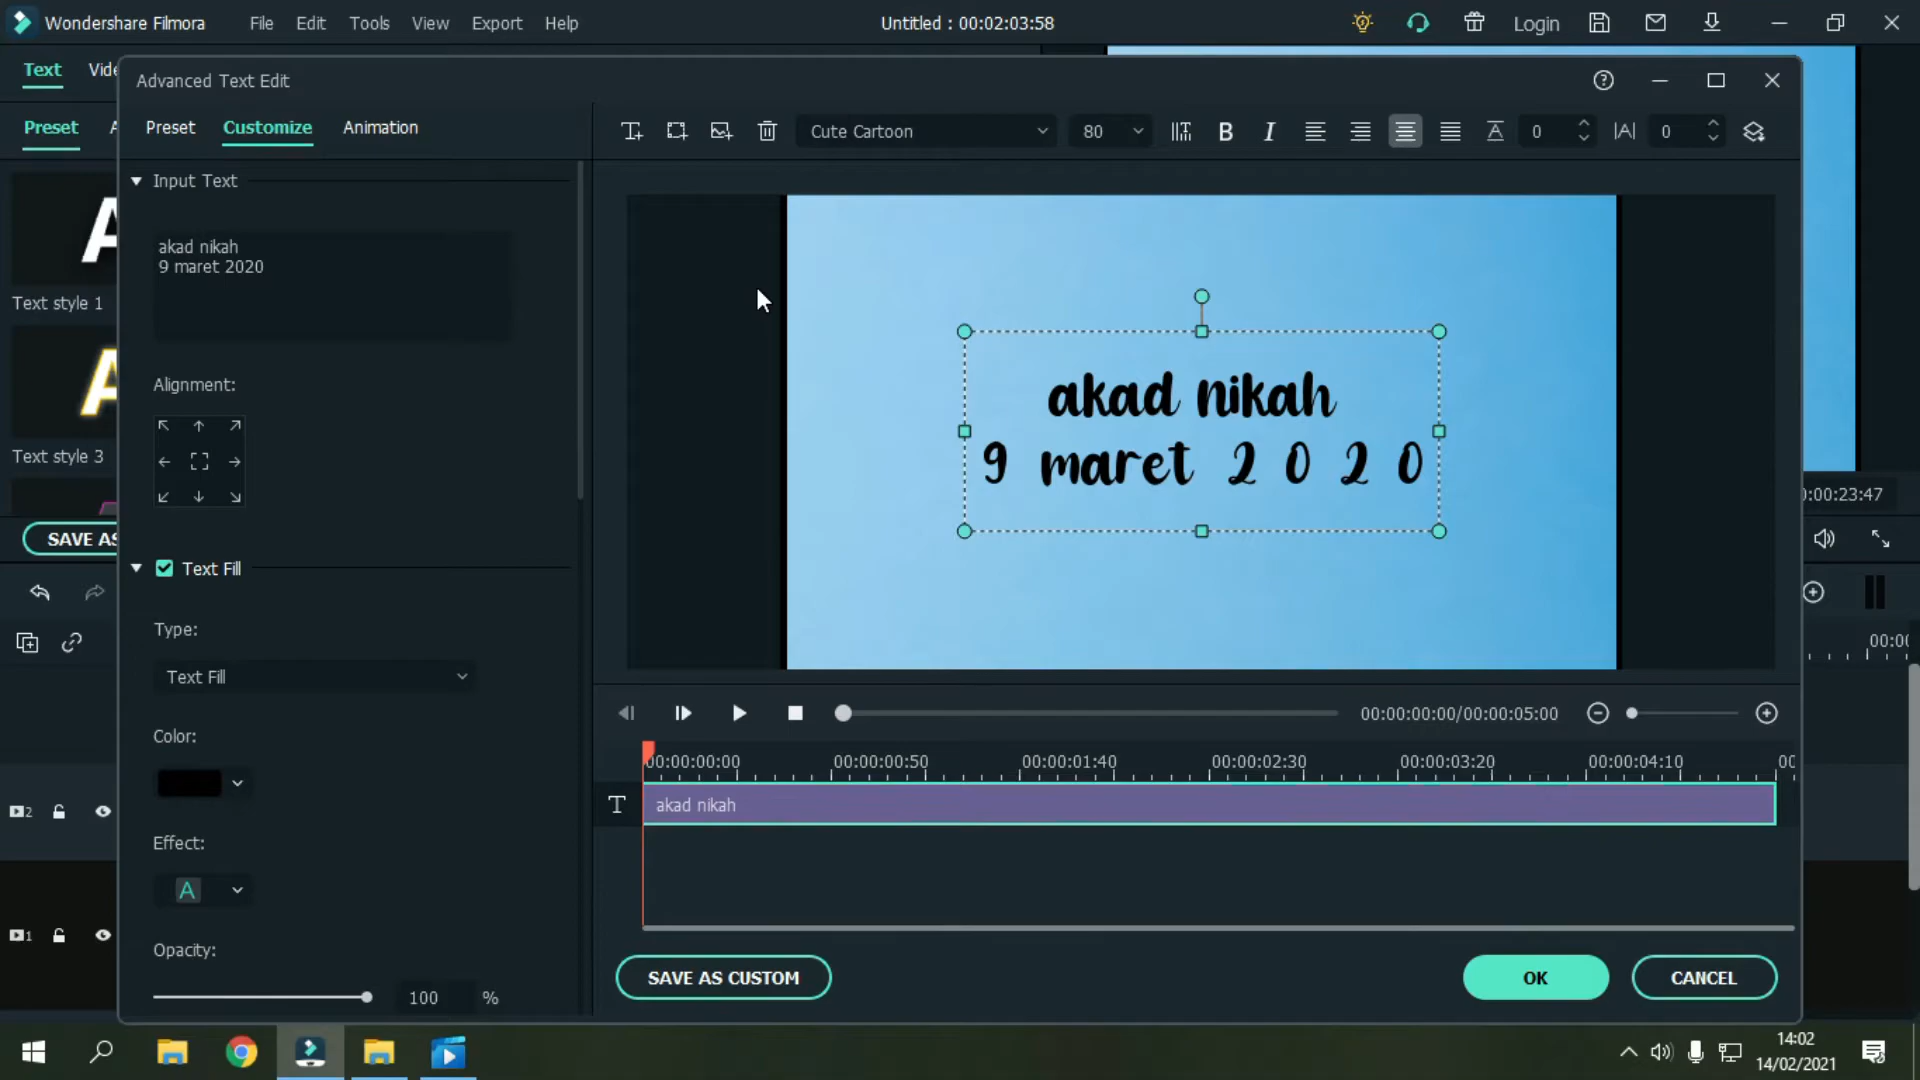 Wondershare Filmora File Edit Tools View Export Help Untitled : 00:02:03:58 Login
Text
Advanced Text Edit
Preset
Preset Customize Animation
Cute Cartoon 80 B I 0 0
Input Text
akad nikah
9 maret 2020
Text style 1
akad nikah
9 maret 2020
Alignment:
Text style 3
SAVE AS
Text Fill
Type:
Text Fill
Color:
Effect:
A
Opacity:
100 %
0:00:23:47
00:00:00:00/00:00:05:00
00:00:00:00 00:00:00:50 00:00:01:40 00:00:02:30 00:00:03:20 00:00:04:10
T akad nikah
2
1
SAVE AS CUSTOM OK CANCEL
14:02
14/02/2021